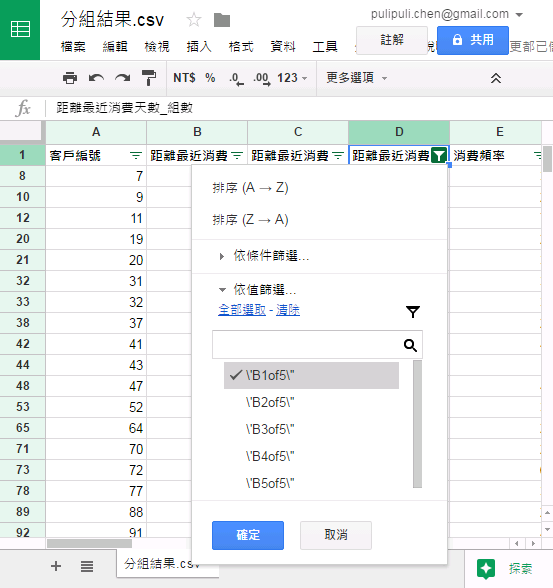 分組結果.csv
pulipuli.chen@gmail.com
檔案 編輯 檢視 插入 格式 資料 工具
註解
共用
更都已儲
NT$ % .0 .00 123 更多選項
fx 距離最近消費天數_組數
A B C D E
1 客戶編號 距離最近消費 距離最近消費 距離最近消費 消費頻率
8 7
10 9
12 11
20 19
21 20
32 31
33 32
38 37
42 41
44 43
48 47
53 52
65 64
71 70
73 72
78 77
89 88
92 91
排序 (A → Z)
排序 (Z → A)
依條件篩選...
依值篩選...
全部選取 - 清除
\'B1of5\"
\'B2of5\"
\'B3of5\"
\'B4of5\"
\'B5of5\"
確定 取消
分組結果.csv
探索